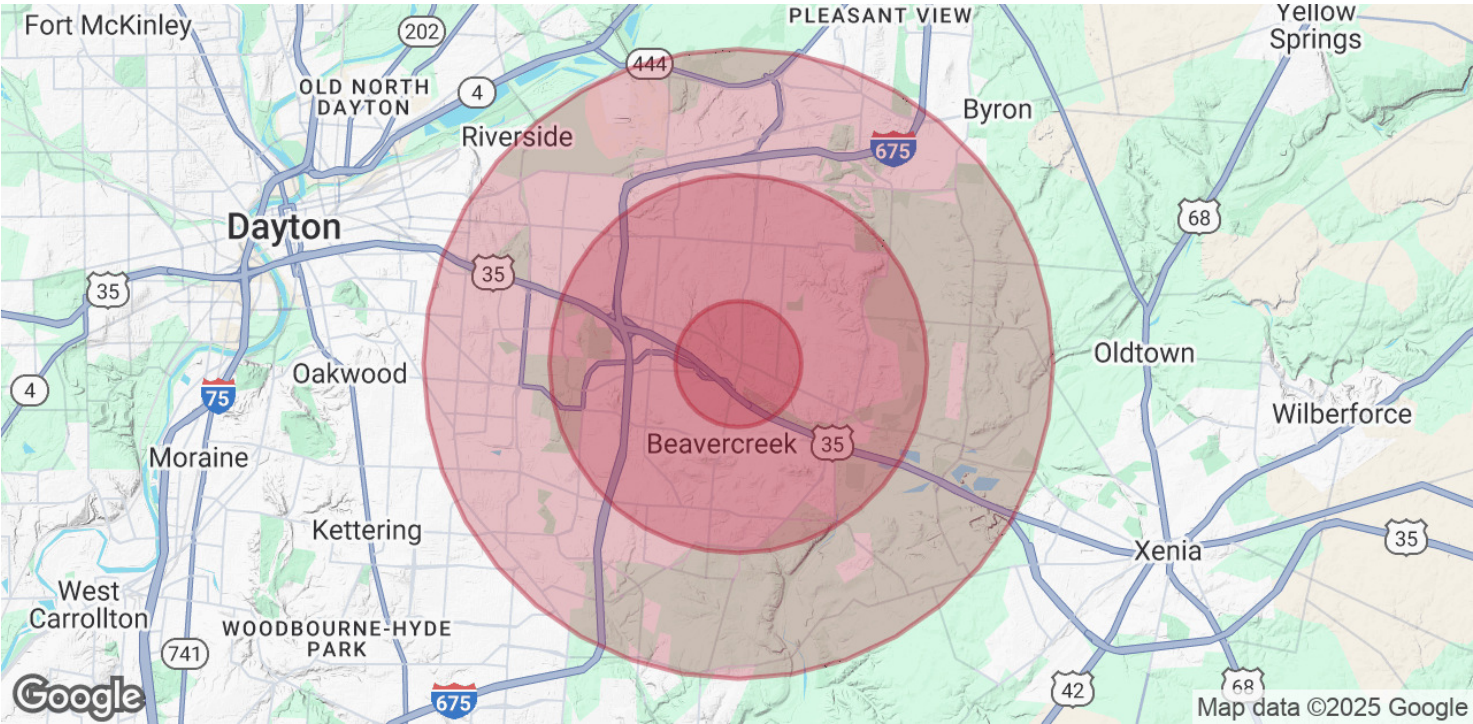 Fort McKinley
202
PLEASANT VIEW
Yellow
Springs
444
OLD NORTH
DAYTON
4
Byron
Riverside
675
68
Dayton
35
35
Oldtown
Oakwood
4
75
Wilberforce
Beavercreek
35
Moraine
Kettering
35
Xenia
West
Carrollton
WOODBOURNE-HYDE
PARK
741
Google
675
42
68
Map data ©2025 Google